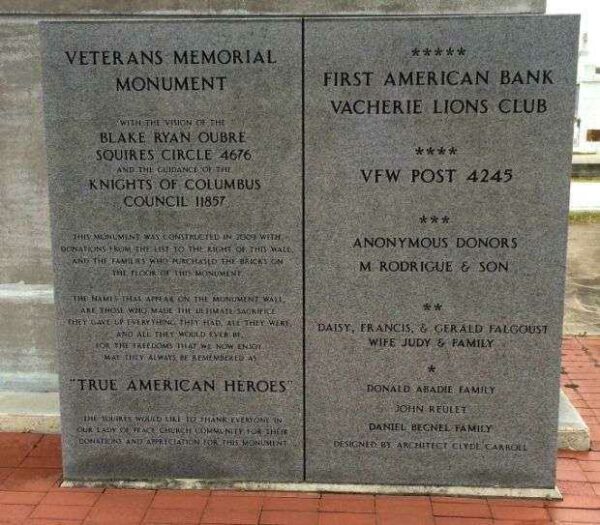 VETERANS MEMORIAL
MONUMENT
WITH THE VISION OF THE
BLAKE RYAN OUBRE
SQUIRES CIRCLE 4676
AND THE GUIDANCE OF THE
KNIGHTS OF COLUMBUS
COUNCIL 11857
THIS MONUMENT WAS CONSTRUCTED IN 2009 WITH
DONATIONS FROM THE LIST TO THE RIGHT OF THIS WALL,
AND THE FAMILIES WHO PURCHASED THE BRICKS ON
THE FLOOR OF THIS MONUMENT.
THE NAMES THAT APPEAR ON THE MONUMENT WALL,
ARE THOSE WHO MADE THE ULTIMATE SACRIFICE
THEY GAVE UP EVERYTHING THEY HAD, ALL THEY WERE,
AND ALL THEY WOULD EVER BE,
FOR THE FREEDOMS THAT WE NOW ENJOY
MAY THEY ALWAYS BE REMEMBERED AS
"TRUE AMERICAN HEROES"
THE SQUIRES WOULD LIKE TO THANK EVERYONE IN
OUR LADY OF PEACE CHURCH COMMUNITY FOR THEIR
DONATIONS AND APPRECIATION FOR THIS MONUMENT
*****
FIRST AMERICAN BANK
VACHERIE LIONS CLUB
****
VFW POST 4245
***
ANONYMOUS DONORS
M RODRIGUE & SON
**
DAISY, FRANCIS, & GERALD FALGOUST
WIFE JUDY & FAMILY
*
DONALD ABADIE FAMILY
JOHN REULET
DANIEL BECNEL FAMILY
DESIGNED BY ARCHITECT CLYDE CARROLL